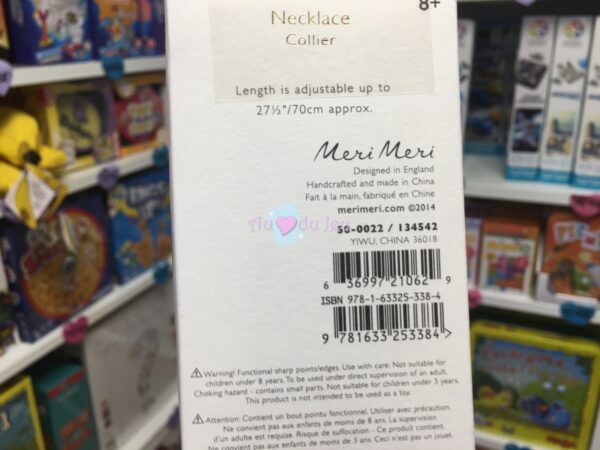 8+
Necklace
Collier
Length is adjustable up to
27½"/70cm approx.
Meri Meri
Designed in England
Handcrafted and made in China
Fait à la main, fabriqué en Chine
merimeri.com ©2014
Au du Jeu
50-0022 / 134542
YIWU, CHINA 36018
6 36997 21062 9
ISBN 978-1-63325-338-4
9 781633 253384 >
⚠Warning! Functional sharp points/edges. Use with care. Not suitable for
children under 8 years. To be used under direct supervision of an adult.
Choking hazard - contains small parts. Not suitable for children under 3 years.
This product is not intended to be used as a toy.
⚠Attention: Contient un bout pointu fonctionnel. Utiliser avec précaution.
Ne convient pas aux enfants de moins de 8 ans. La supervision
d'un adulte est requise. Risque de suffocation - Contient des
Ne convient pas aux enfants de moins de 3 ans. Ceci n'est pas un jouet.